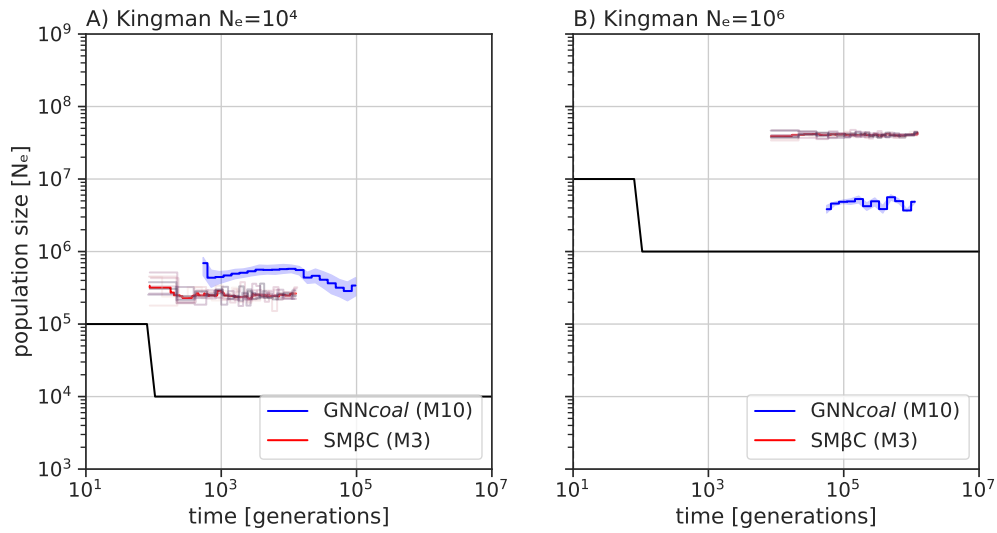 A) Kingman Nₑ=10⁴
B) Kingman Nₑ=10⁶
population size [Nₑ]
10⁹
10⁸
10⁷
10⁶
10⁵
10⁴
10³
GNNcoal (M10)
SMβC (M3)
GNNcoal (M10)
SMβC (M3)
10¹ 10³ 10⁵ 10⁷
10¹ 10³ 10⁵ 10⁷
time [generations]
time [generations]